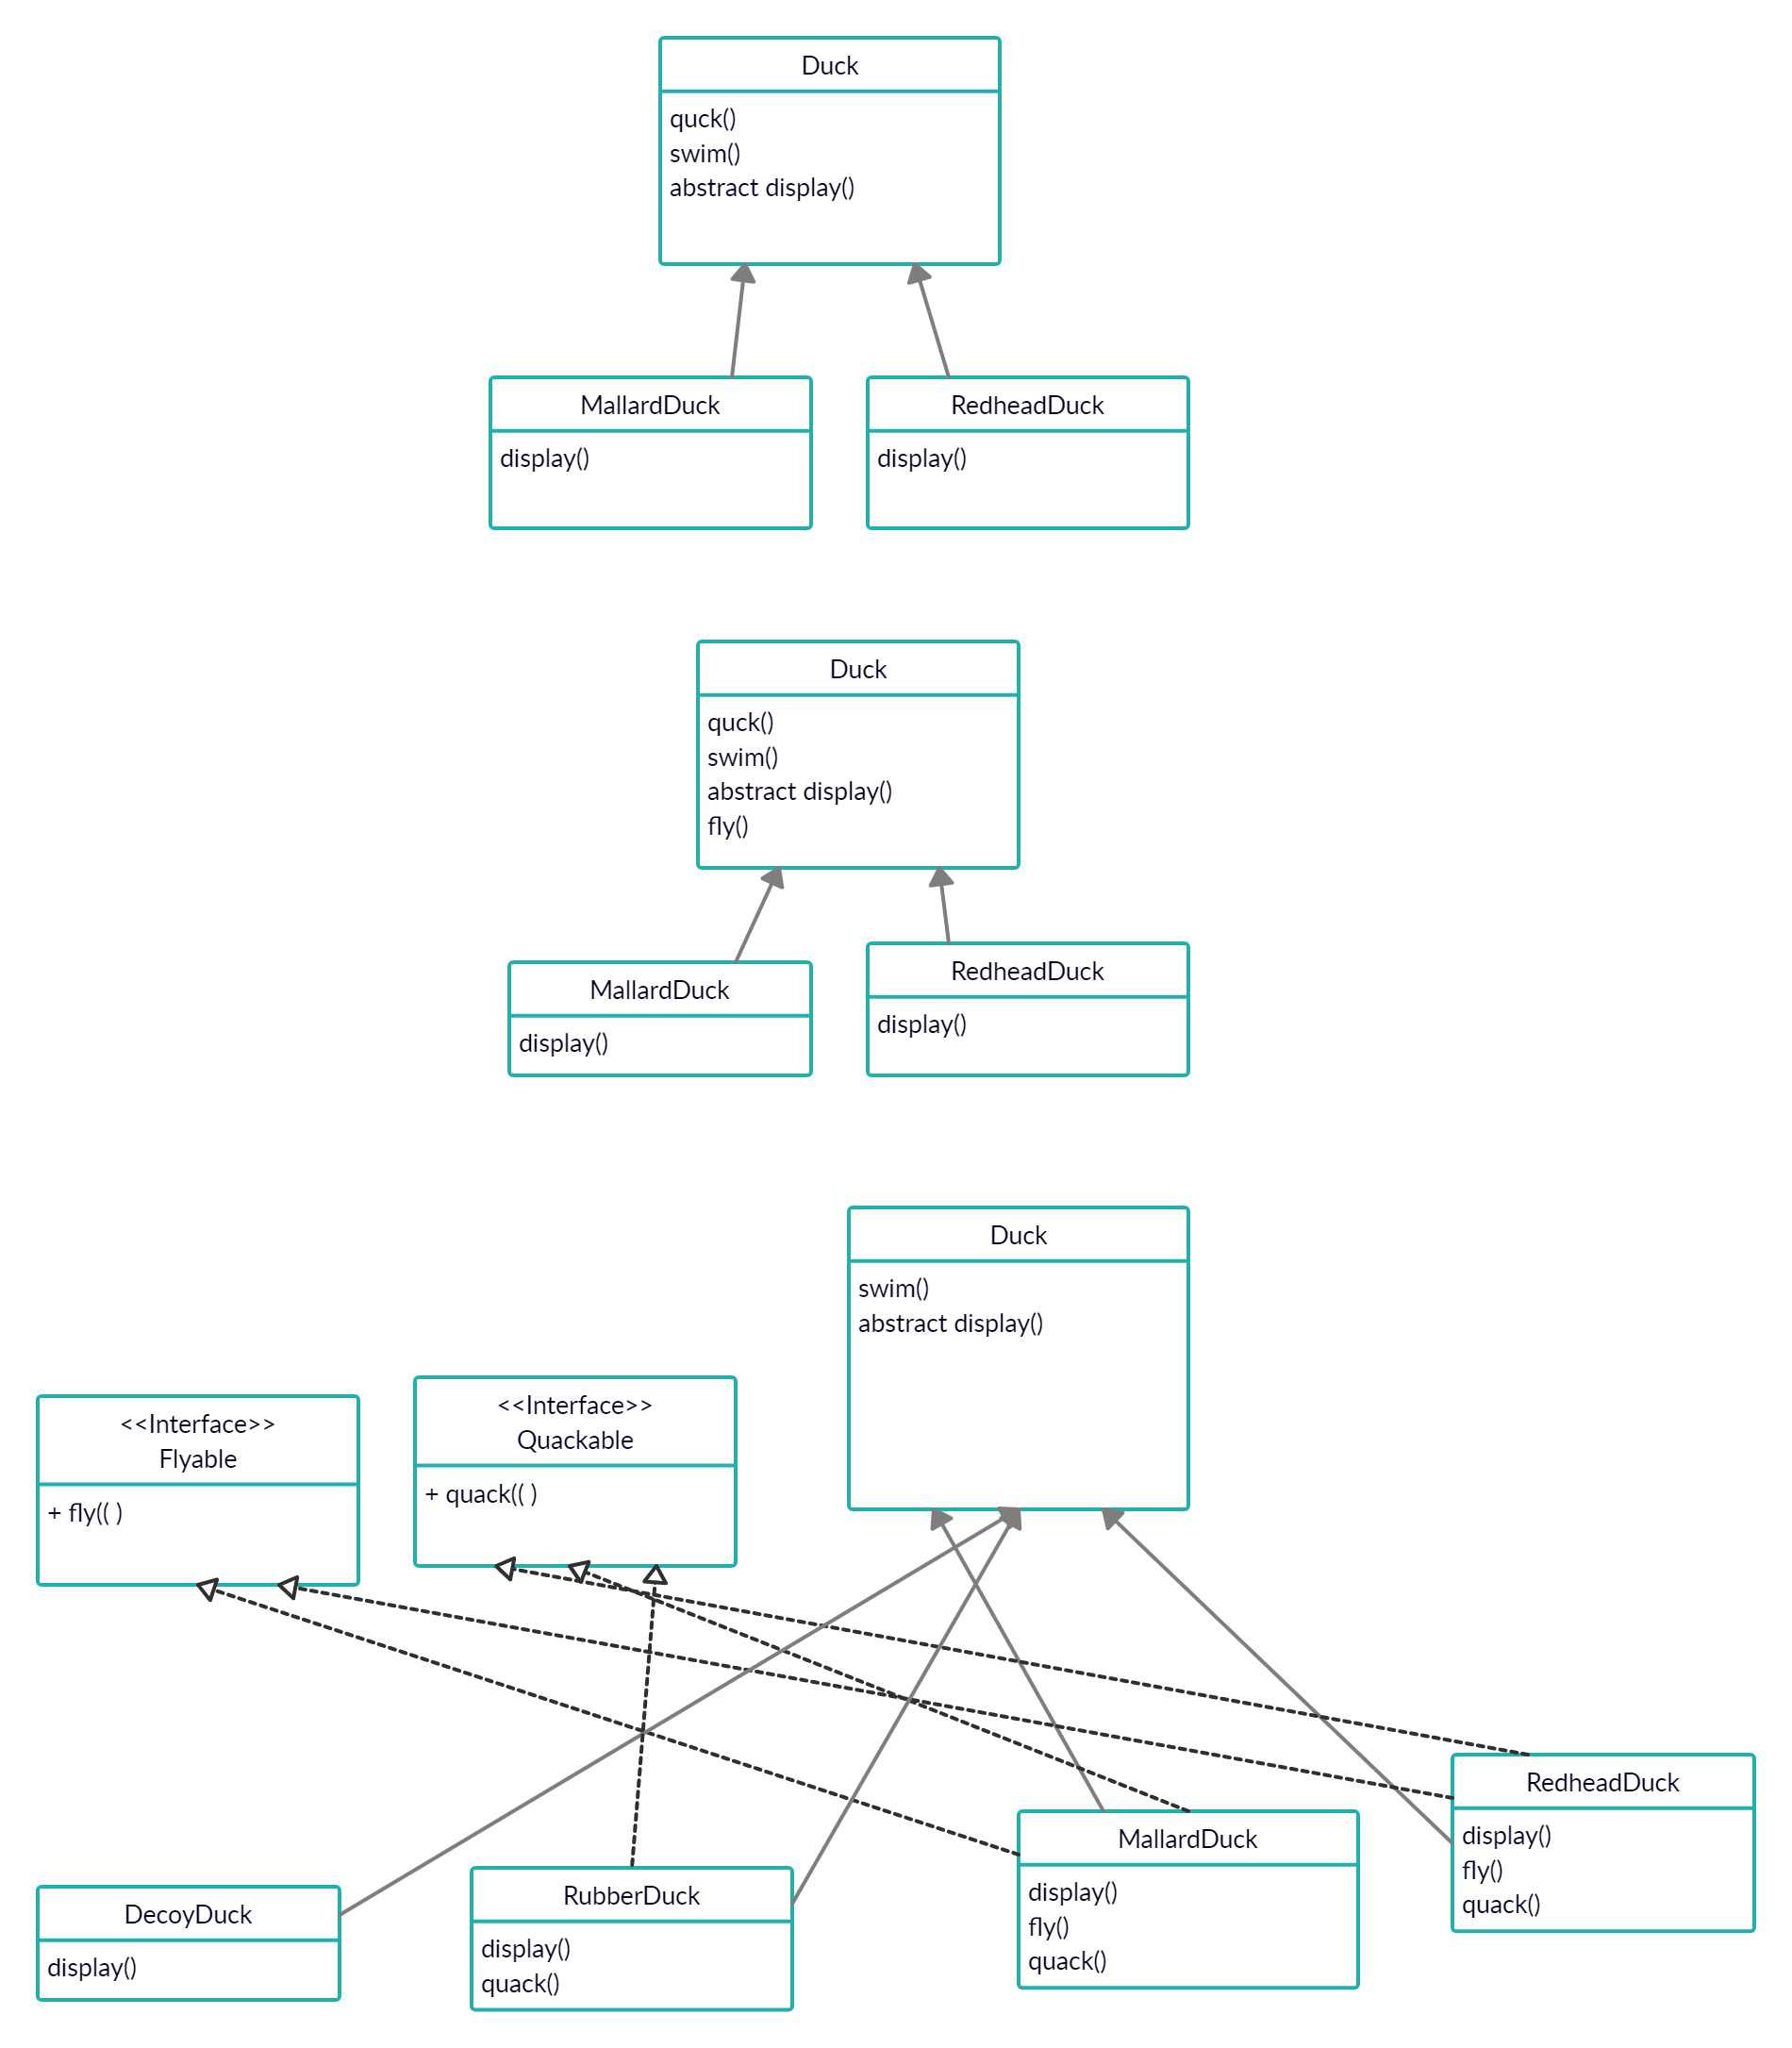 Duck
quck()
swim()
abstract display()
MallardDuck
display()
RedheadDuck
display()
Duck
quck()
swim()
abstract display()
fly()
MallardDuck
display()
RedheadDuck
display()
Duck
swim()
abstract display()
<<Interface>>
Flyable
+ fly(( )
<<Interface>>
Quackable
+ quack(( )
DecoyDuck
display()
RubberDuck
display()
quack()
MallardDuck
display()
fly()
quack()
RedheadDuck
display()
fly()
quack()